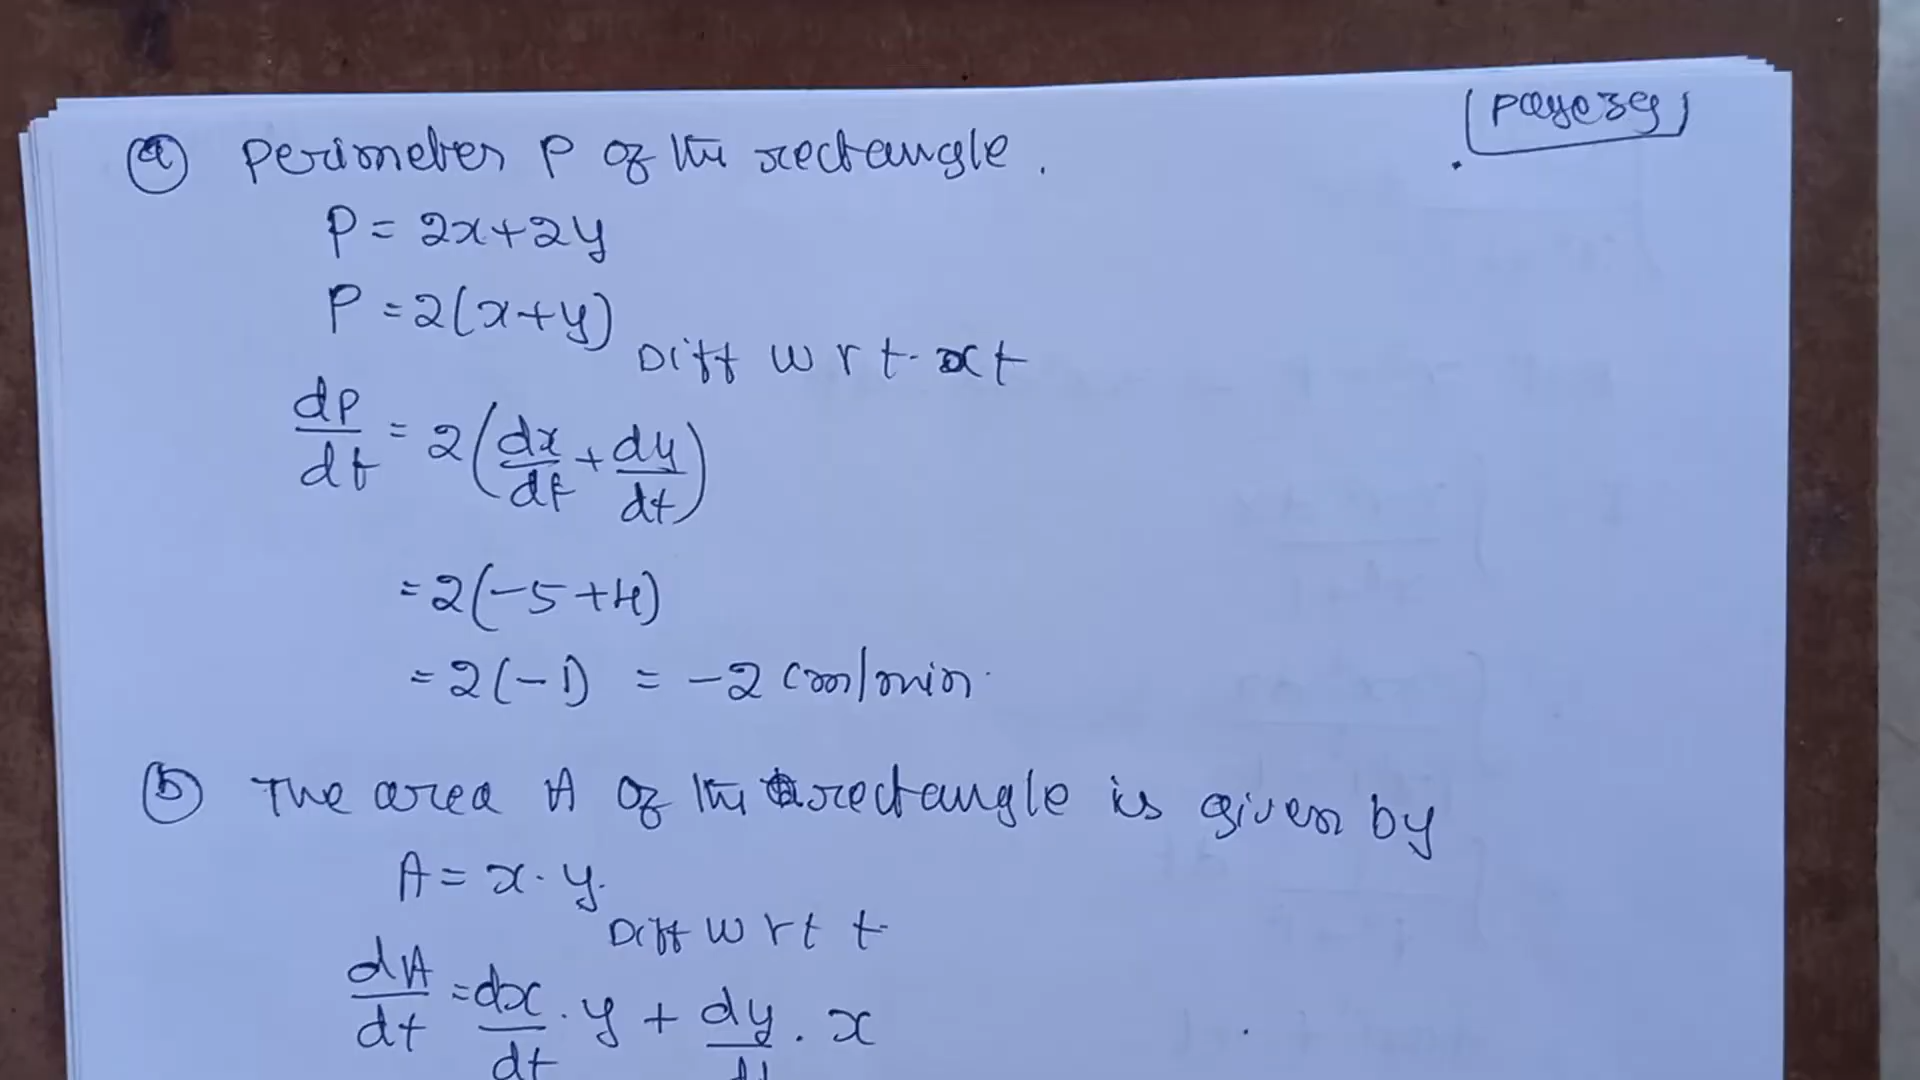 Page 39
(a) Perimeter P of the rectangle.
P = 2x+2y
P = 2(x+y)
Diff w r t. t
dP/dt = 2(dx/dt + dy/dt)
= 2(-5+4)
= 2(-1) = -2 cm/min.
(b) The area A of the rectangle is given by
A = x. y.
Diff w r t t
dA/dt = dx/dt . y + dy/dt . x